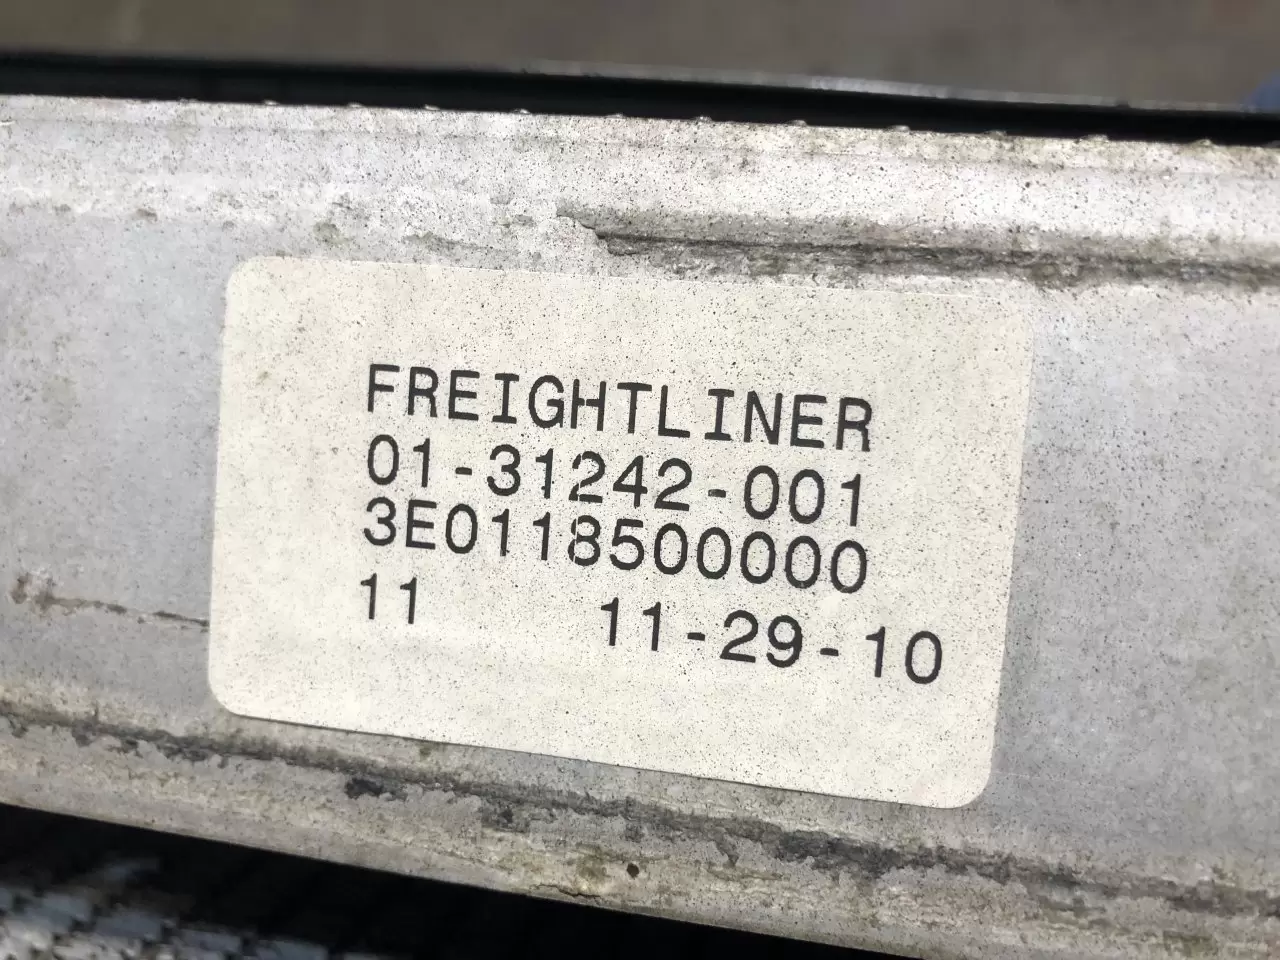 FREIGHTLINER
01-31242-001
3E0118500000
11 11-29-10